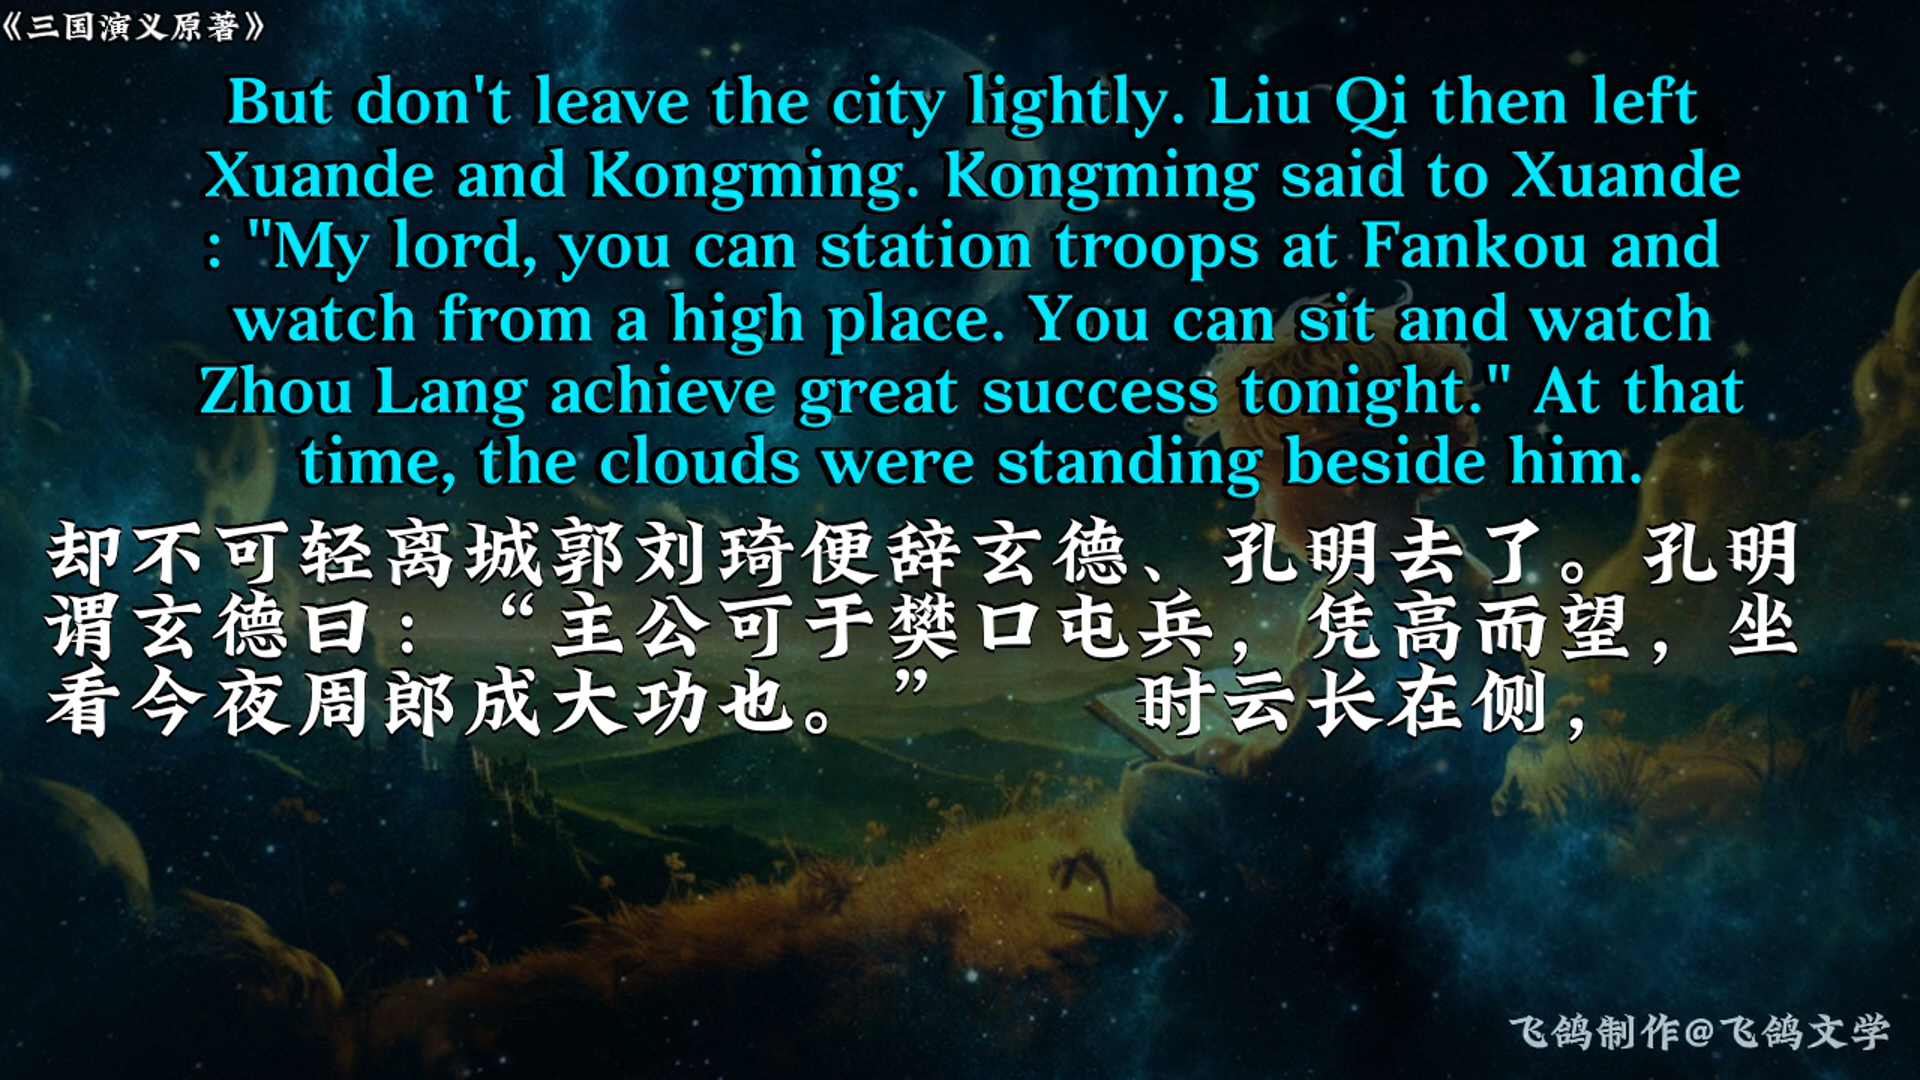 《三国演义原著》
But don't leave the city lightly. Liu Qi then left
Xuande and Kongming. Kongming said to Xuande
: "My lord, you can station troops at Fankou and
watch from a high place. You can sit and watch
Zhou Lang achieve great success tonight." At that
time, the clouds were standing beside him.
却不可轻离城郭刘琦便辞玄德、孔明去了。孔明
谓玄德曰：“主公可于樊口屯兵，凭高而望，坐
看今夜周郎成大功也。” 时云长在侧，
飞鸽制作@飞鸽文学